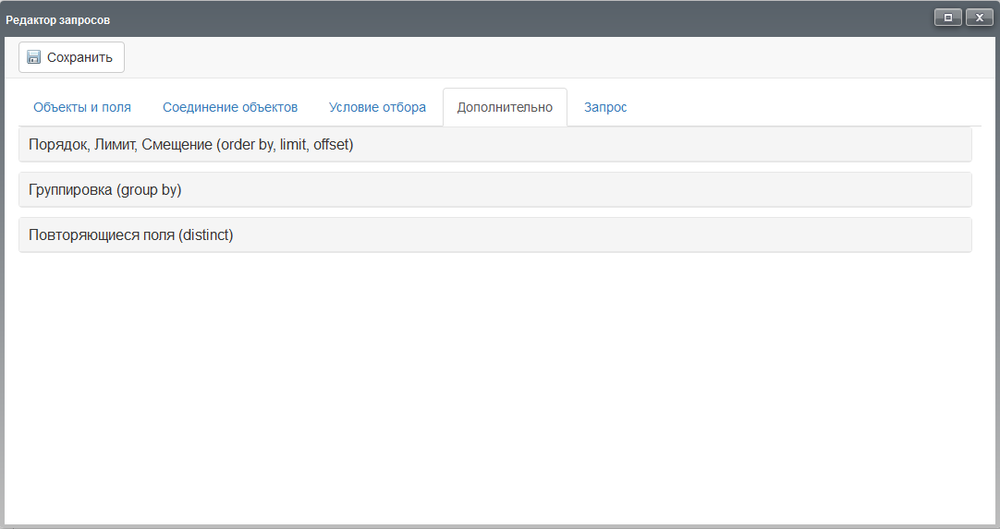 Редактор запросов
Сохранить
Объекты и поля Соединение объектов Условие отбора Дополнительно Запрос
Порядок, Лимит, Смещение (order by, limit, offset)
Группировка (group by)
Повторяющиеся поля (distinct)